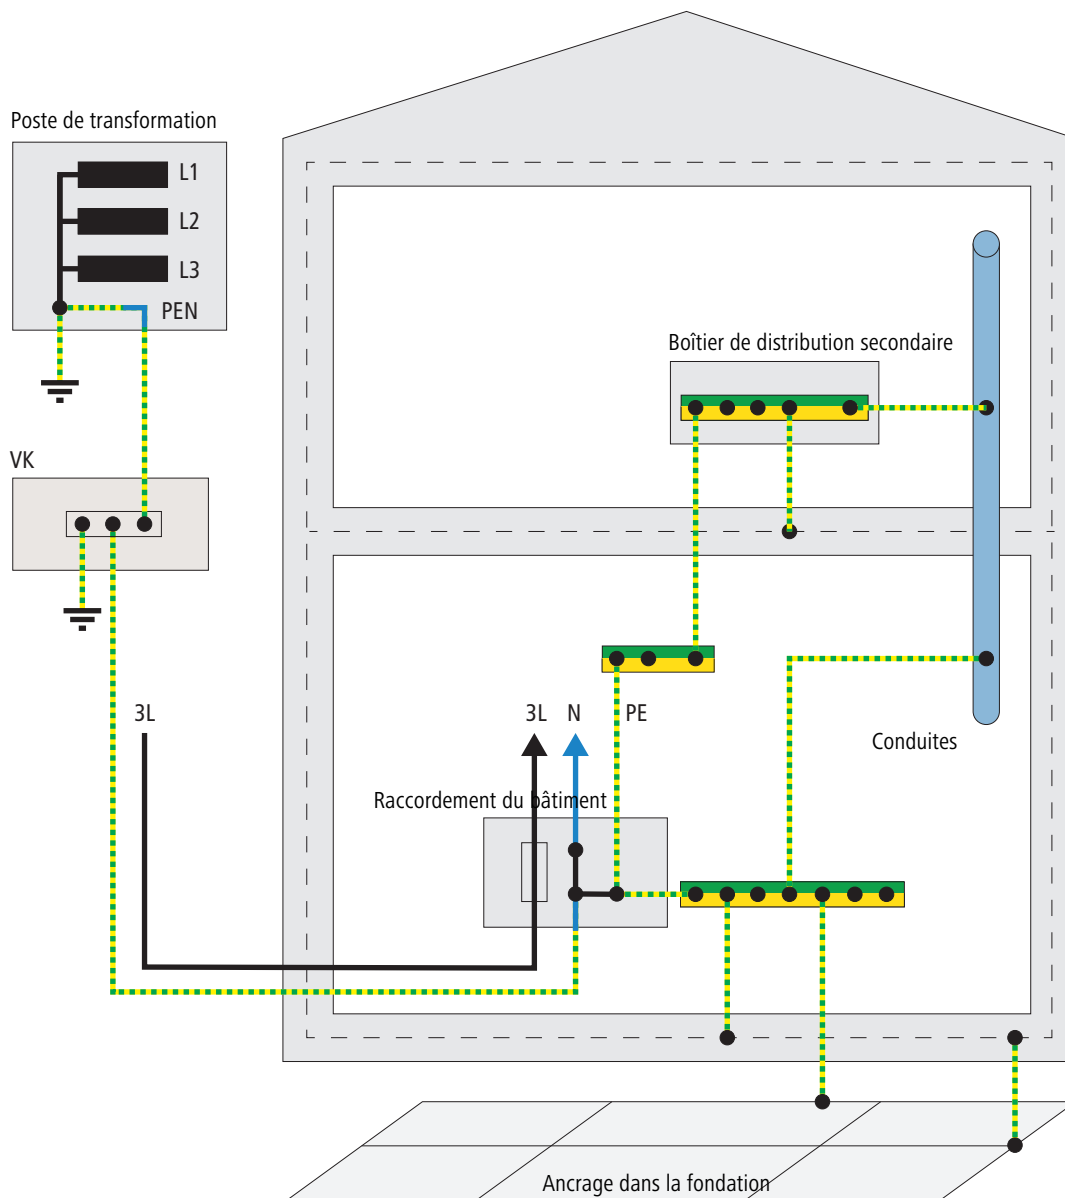 Poste de transformation
L1
L2
L3
PEN
Boîtier de distribution secondaire
VK
3L
3L N PE
Conduites
Raccordement du bâtiment
Ancrage dans la fondation